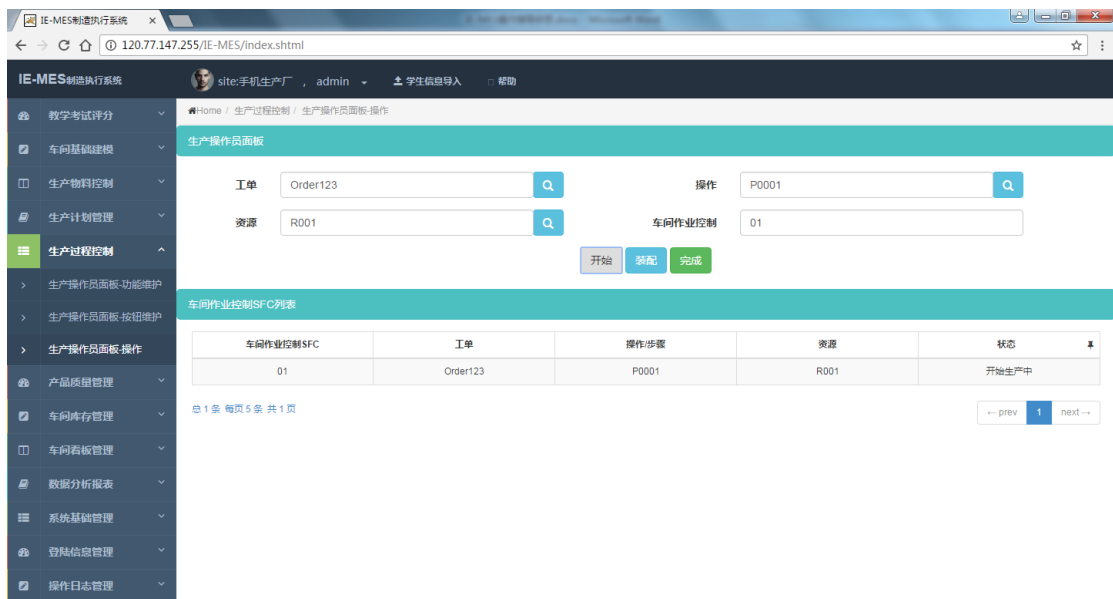 IE-MES制造执行系统
120.77.147.255/IE-MES/index.shtml
IE-MES制造执行系统
site:手机生产厂 , admin
学生信息导入
帮助
Home / 生产过程控制 / 生产操作员面板-操作
教学考试评分
车间基础建模
生产物料控制
生产计划管理
生产过程控制
生产操作员面板-功能维护
生产操作员面板-按钮维护
生产操作员面板-操作
产品质量管理
车间库存管理
车间看板管理
数据分析报表
系统基础管理
登陆信息管理
操作日志管理
生产操作员面板
工单 Order123 操作 P0001
资源 R001 车间作业控制 01
开始 装配 完成
车间作业控制SFC列表
车间作业控制SFC 工单 操作/步骤 资源 状态
01 Order123 P0001 R001 开始生产中
总1条 每页5条 共1页
←prev 1 next→